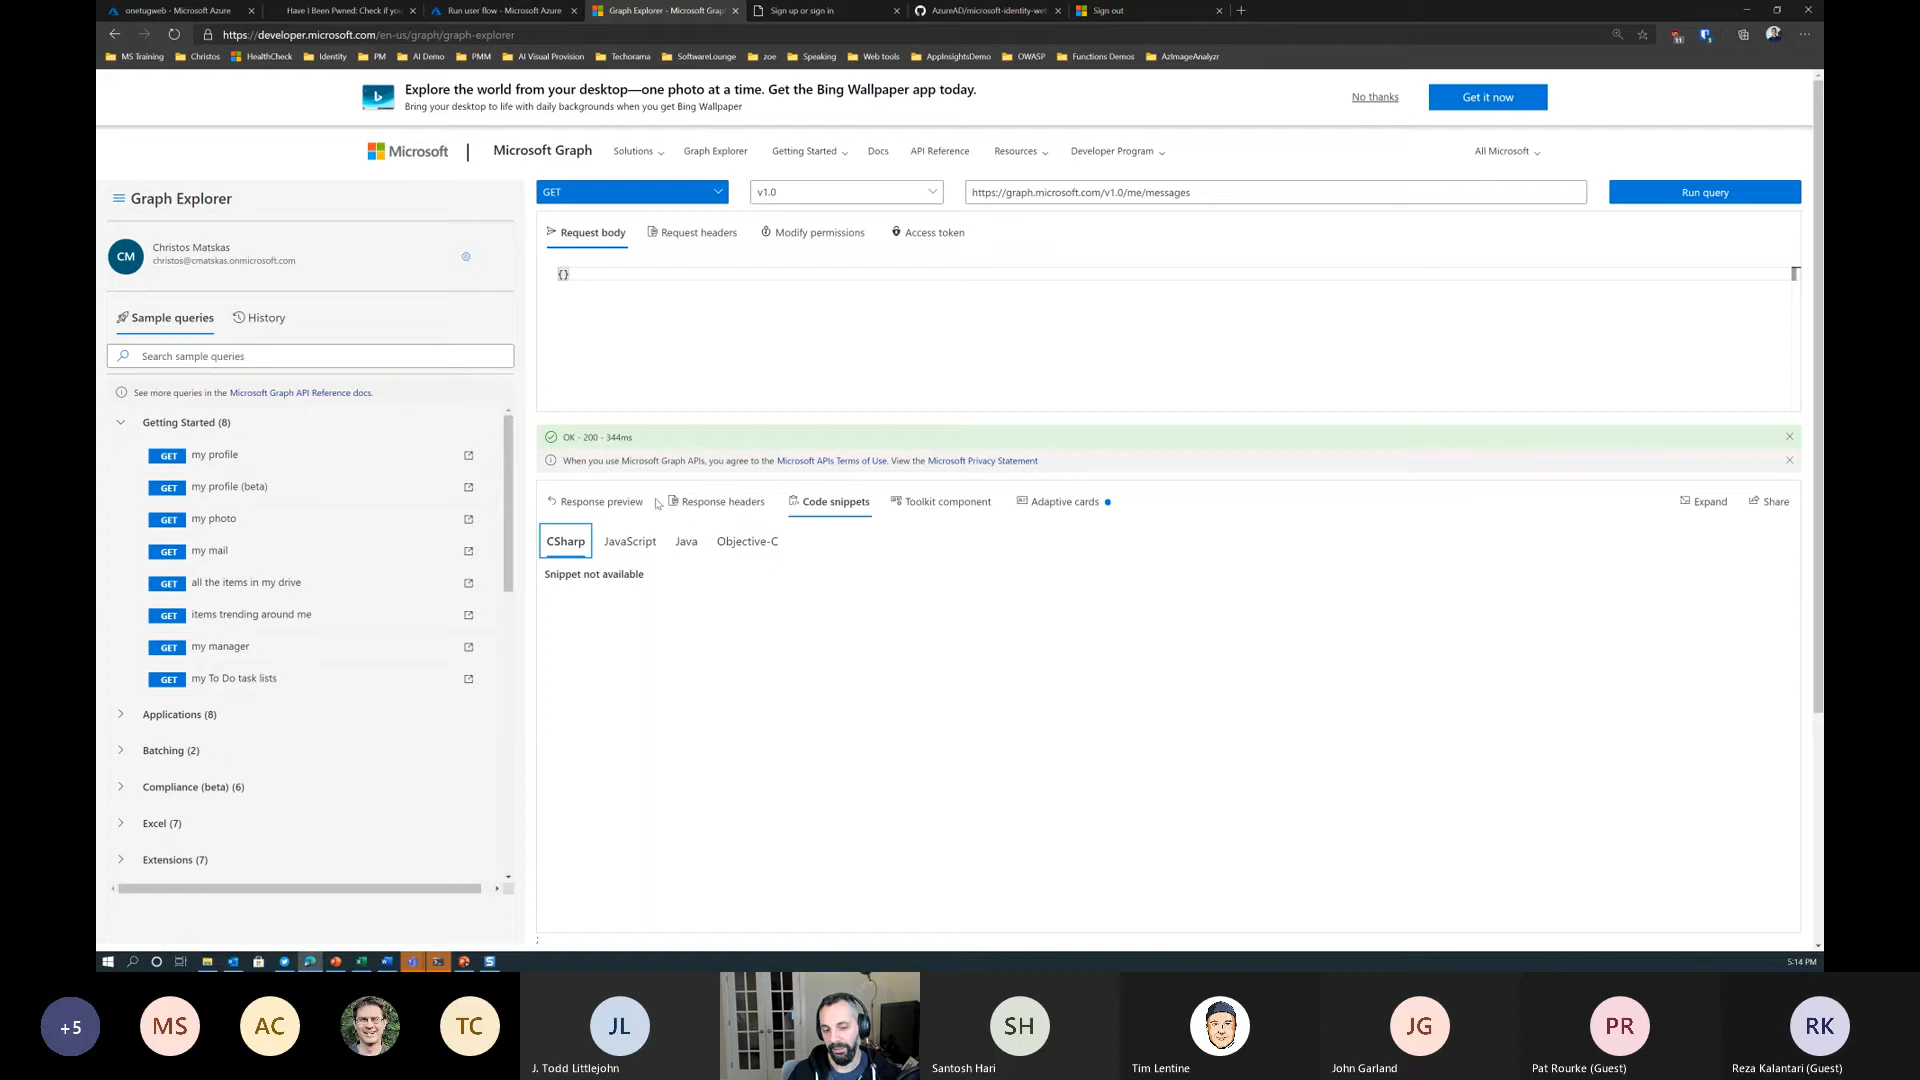 onetugweb - Microsoft Azure
Have I Been Pwned: Check if you
Run user flow - Microsoft Azure
Graph Explorer - Microsoft Grap
Sign up or sign in
AzureAD/microsoft-identity-web
Sign out
https://developer.microsoft.com/en-us/graph/graph-explorer
11
MS Training
Christos
HealthCheck
Identity
PM
AI Demo
PMM
AI Visual Provision
Techorama
SoftwareLounge
zoe
Speaking
Web tools
AppInsightsDemo
OWASP
Functions Demos
AzImageAnalyzr
Explore the world from your desktop—one photo at a time. Get the Bing Wallpaper app today.
Bring your desktop to life with daily backgrounds when you get Bing Wallpaper
No thanks
Get it now
Microsoft
Microsoft Graph
Solutions
Graph Explorer
Getting Started
Docs
API Reference
Resources
Developer Program
All Microsoft
Graph Explorer
GET
v1.0
https://graph.microsoft.com/v1.0/me/messages
Run query
CM
Christos Matskas
christos@cmatskas.onmicrosoft.com
Request body
Request headers
Modify permissions
Access token
{}
Sample queries
History
Search sample queries
See more queries in the Microsoft Graph API Reference docs.
Getting Started (8)
GET my profile
GET my profile (beta)
GET my photo
GET my mail
GET all the items in my drive
GET items trending around me
GET my manager
GET my To Do task lists
Applications (8)
Batching (2)
Compliance (beta) (6)
Excel (7)
Extensions (7)
OK - 200 - 344ms
When you use Microsoft Graph APIs, you agree to the Microsoft APIs Terms of Use. View the Microsoft Privacy Statement
Response preview
Response headers
Code snippets
Toolkit component
Adaptive cards
Expand
Share
CSharp
JavaScript
Java
Objective-C
Snippet not available
;
5:14 PM
+5
MS
AC
TC
JL
SH
JG
PR
RK
J. Todd Littlejohn
Santosh Hari
Tim Lentine
John Garland
Pat Rourke (Guest)
Reza Kalantari (Guest)